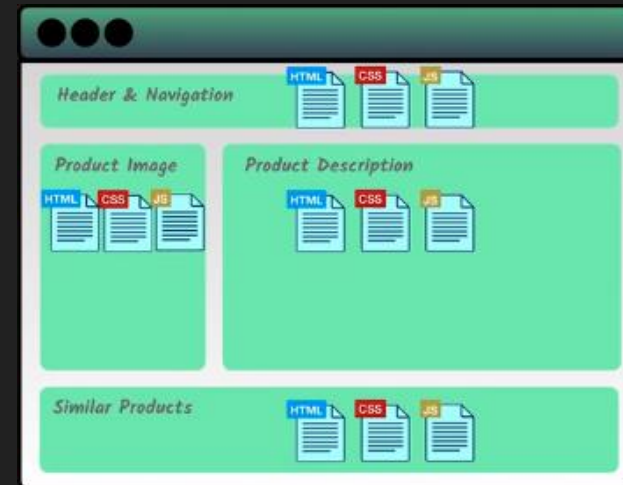 Header & Navigation
HTML CSS JS
Product Image
HTML CSS JS
Product Description
HTML CSS JS
Similar Products
HTML CSS JS